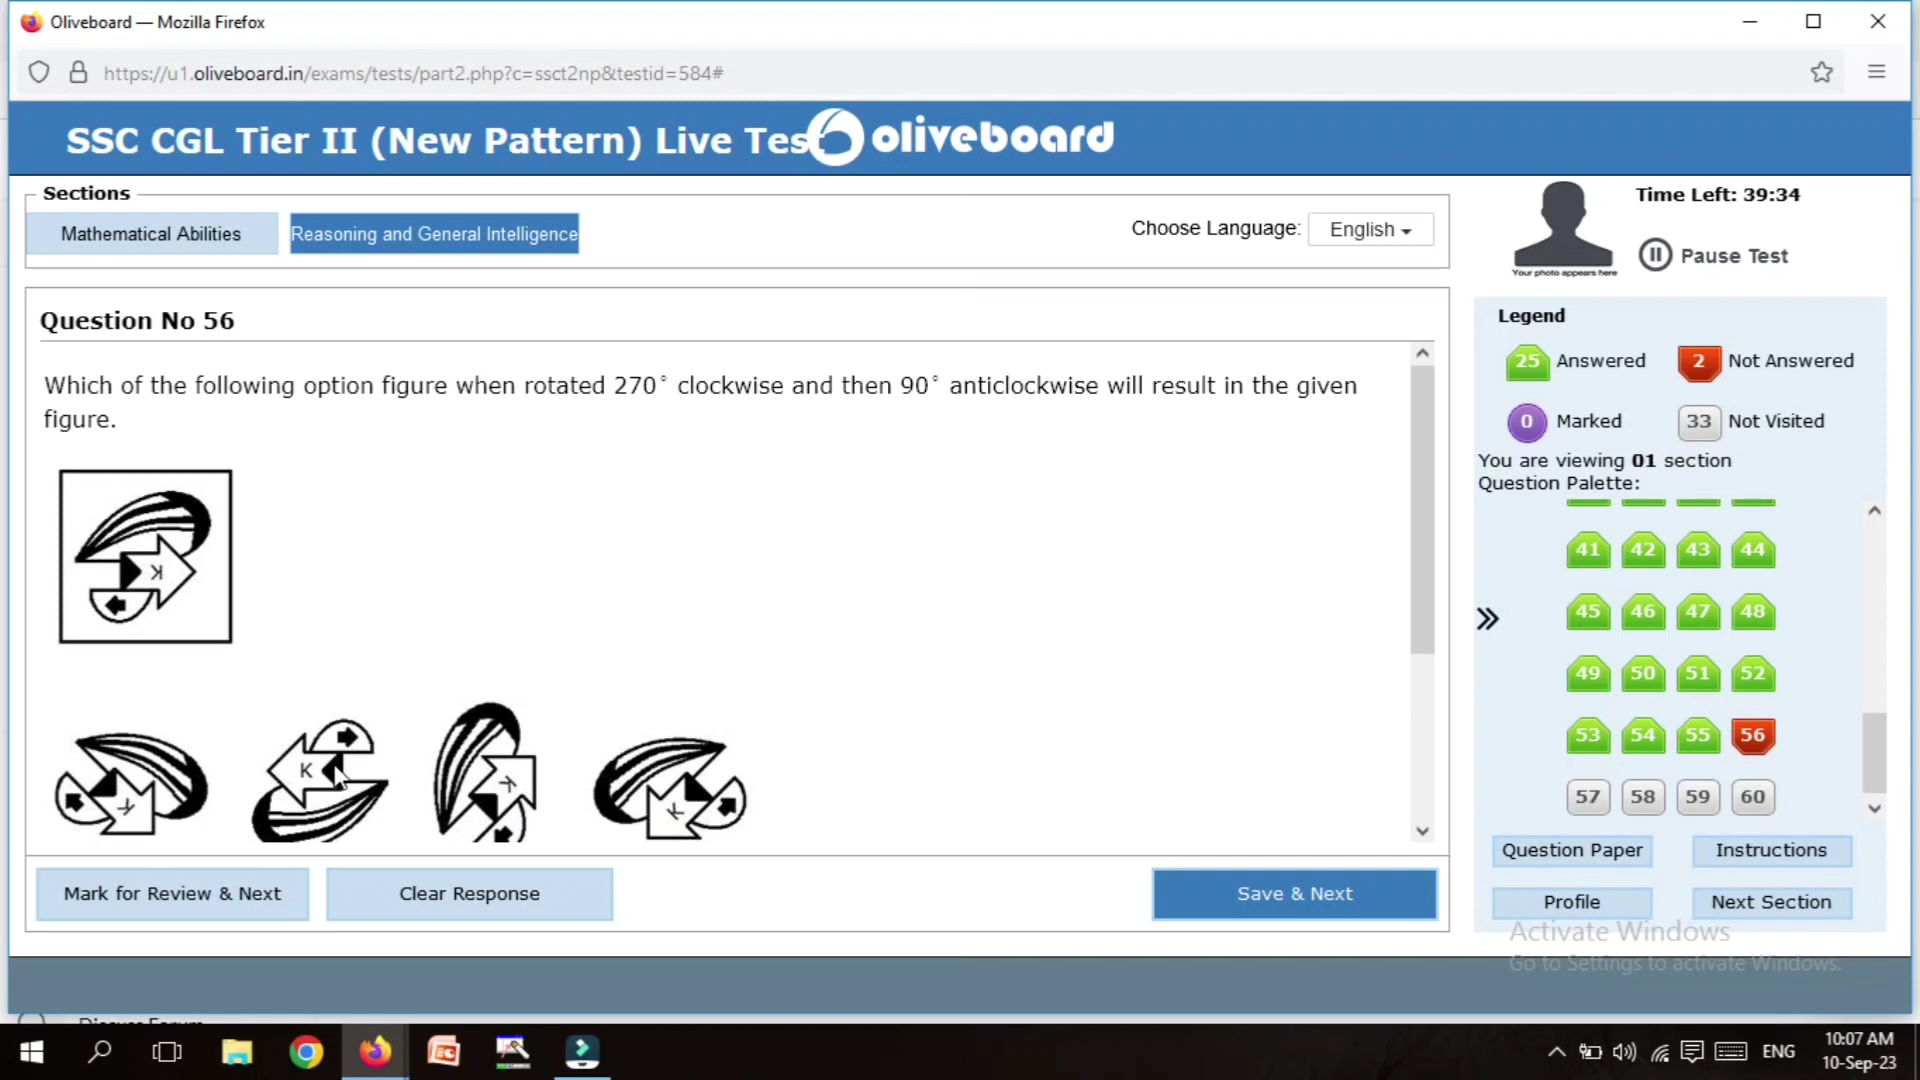 Oliveboard — Mozilla Firefox
https://u1.oliveboard.in/exams/tests/part2.php?c=ssct2np&testid=584#
SSC CGL Tier II (New Pattern) Live Tes
oliveboard
Sections
Mathematical Abilities
Reasoning and General Intelligence
Choose Language:
English
Your photo appears here
Time Left: 39:34
Pause Test
Question No 56
Which of the following option figure when rotated 270° clockwise and then 90° anticlockwise will result in the given
figure.
K
K
K
K
K
Mark for Review & Next
Clear Response
Save & Next
Legend
25 Answered
2 Not Answered
0 Marked
33 Not Visited
You are viewing 01 section
Question Palette:
41 42 43 44
45 46 47 48
49 50 51 52
53 54 55 56
57 58 59 60
Question Paper
Instructions
Profile
Next Section
Activate Windows
Go to Settings to activate Windows.
ENG
10:07 AM
10-Sep-23